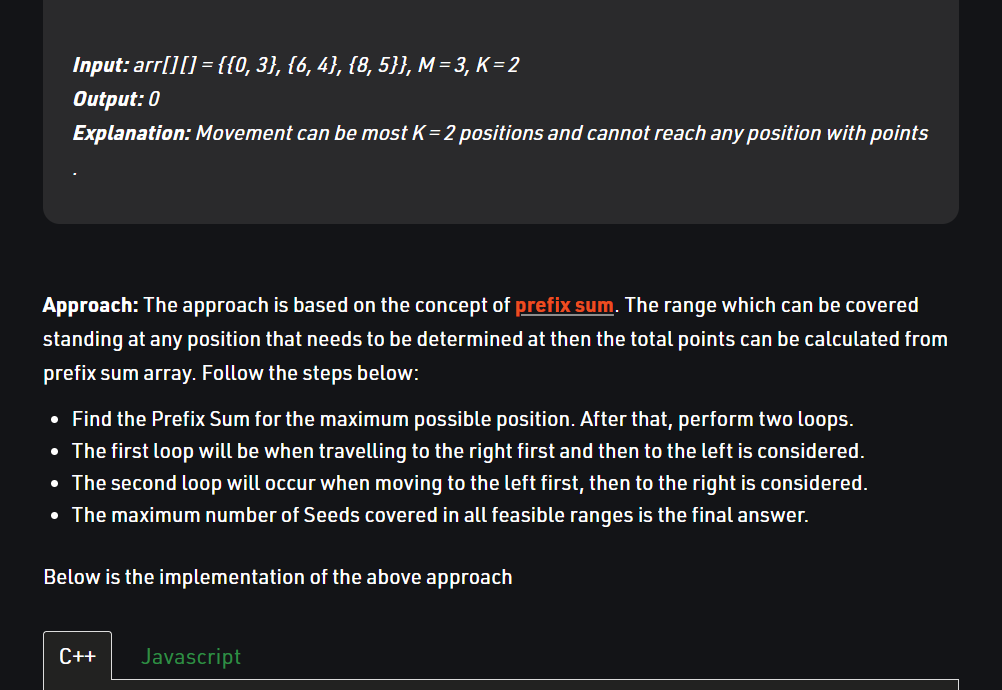 Input: arr[][] = {{0, 3}, {6, 4}, {8, 5}}, M = 3, K = 2
Output: 0
Explanation: Movement can be most K = 2 positions and cannot reach any position with points
.
Approach: The approach is based on the concept of prefix sum. The range which can be covered
standing at any position that needs to be determined at then the total points can be calculated from
prefix sum array. Follow the steps below:
• Find the Prefix Sum for the maximum possible position. After that, perform two loops.
• The first loop will be when travelling to the right first and then to the left is considered.
• The second loop will occur when moving to the left first, then to the right is considered.
• The maximum number of Seeds covered in all feasible ranges is the final answer.
Below is the implementation of the above approach
C++ Javascript